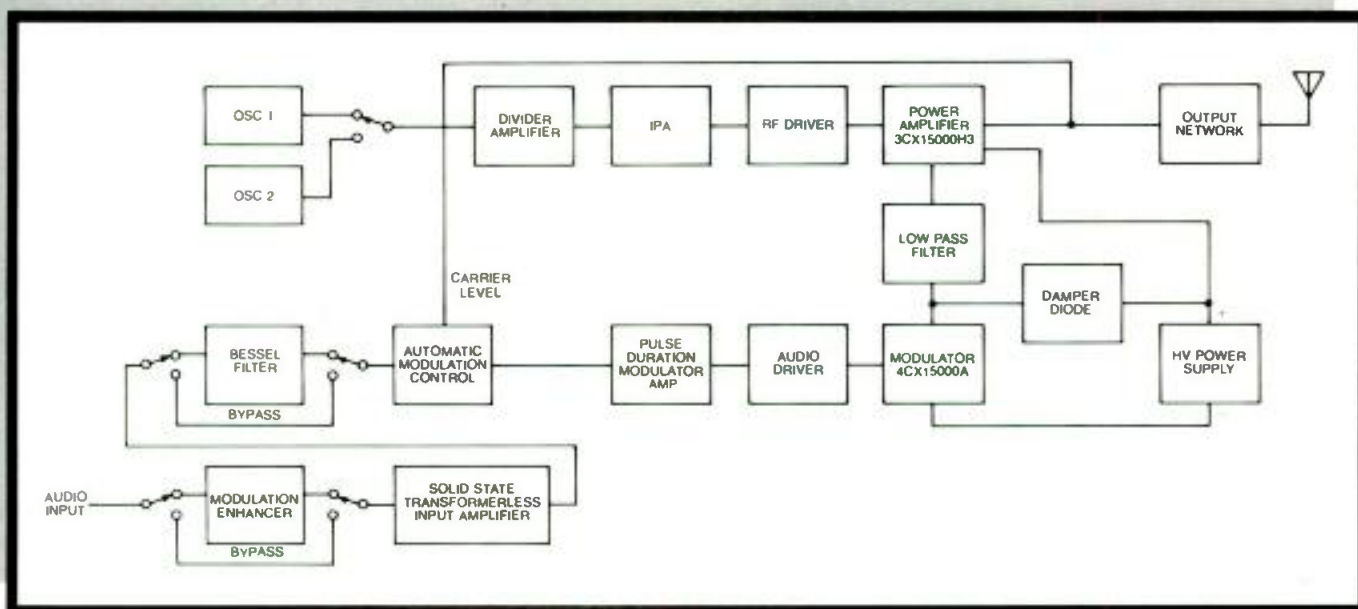 OSC 1
DIVIDER
AMPLIFIER
IPA
RF DRIVER
POWER
AMPLIFIER
3CX15000H3
OUTPUT
NETWORK
OSC 2
LOW PASS
FILTER
CARRIER
LEVEL
DAMPER
DIODE
BESSEL
FILTER
BYPASS
AUTOMATIC
MODULATION
CONTROL
PULSE
DURATION
MODULATOR
AMP
AUDIO
DRIVER
MODULATOR
4CX15000A
HV POWER
SUPPLY
AUDIO
INPUT
MODULATION
ENHANCER
BYPASS
SOLID STATE
TRANSFORMERLESS
INPUT AMPLIFIER